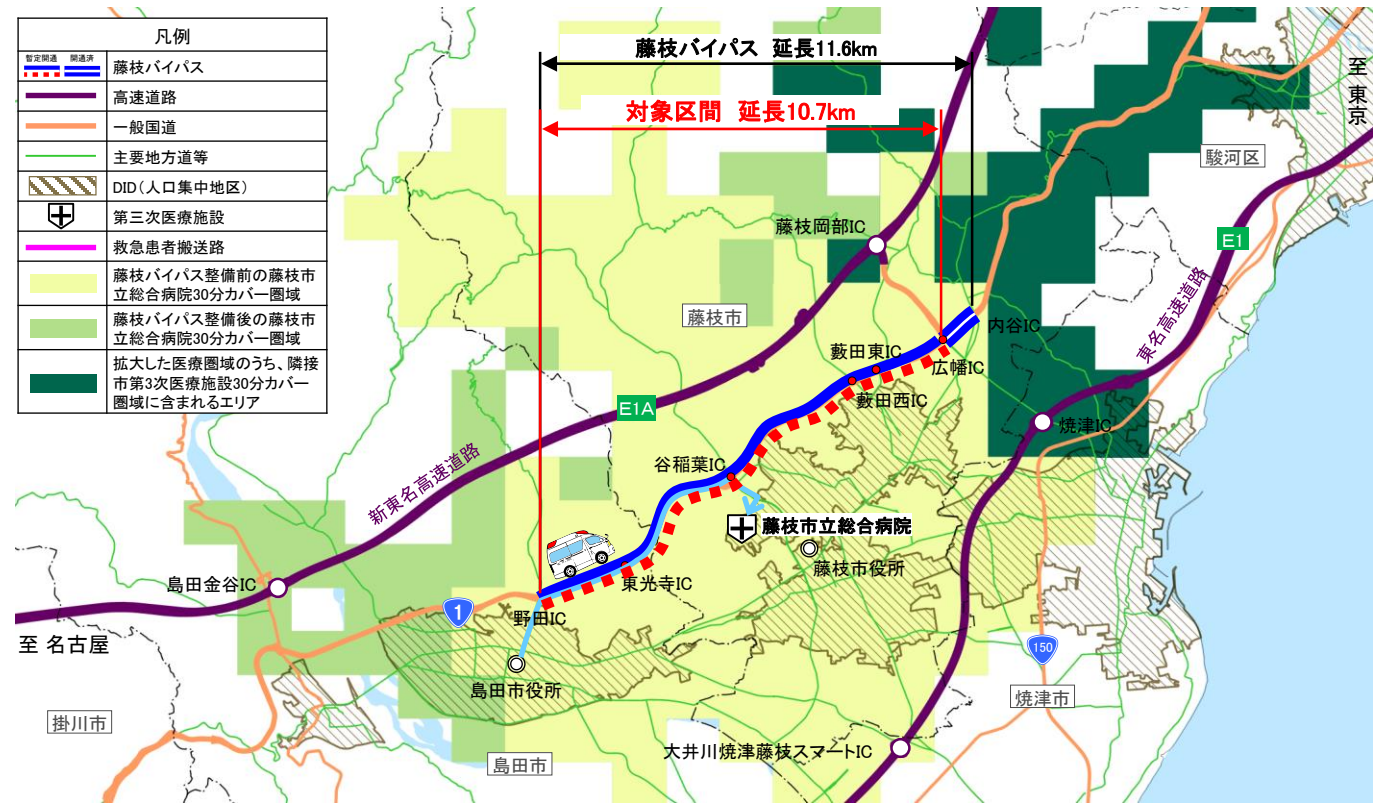 凡例
暫定開通 開通済
藤枝バイパス
高速道路
一般国道
主要地方道等
DID(人口集中地区)
第三次医療施設
救急患者搬送路
藤枝バイパス整備前の藤枝市
立総合病院30分カバー圏域
藤枝バイパス整備後の藤枝市
立総合病院30分カバー圏域
拡大した医療圏域のうち、隣接
市第3次医療施設30分カバー
圏域に含まれるエリア
藤枝バイパス 延長11.6km
対象区間 延長10.7km
至 東京
駿河区
藤枝岡部IC
E1
東名高速道路
藤枝市
内谷IC
藪田東IC
広幡IC
藪田西IC
E1A
焼津IC
新東名高速道路
谷稲葉IC
藤枝市立総合病院
藤枝市役所
東光寺IC
島田金谷IC
1
野田IC
至 名古屋
150
島田市役所
焼津市
掛川市
大井川焼津藤枝スマートIC
島田市